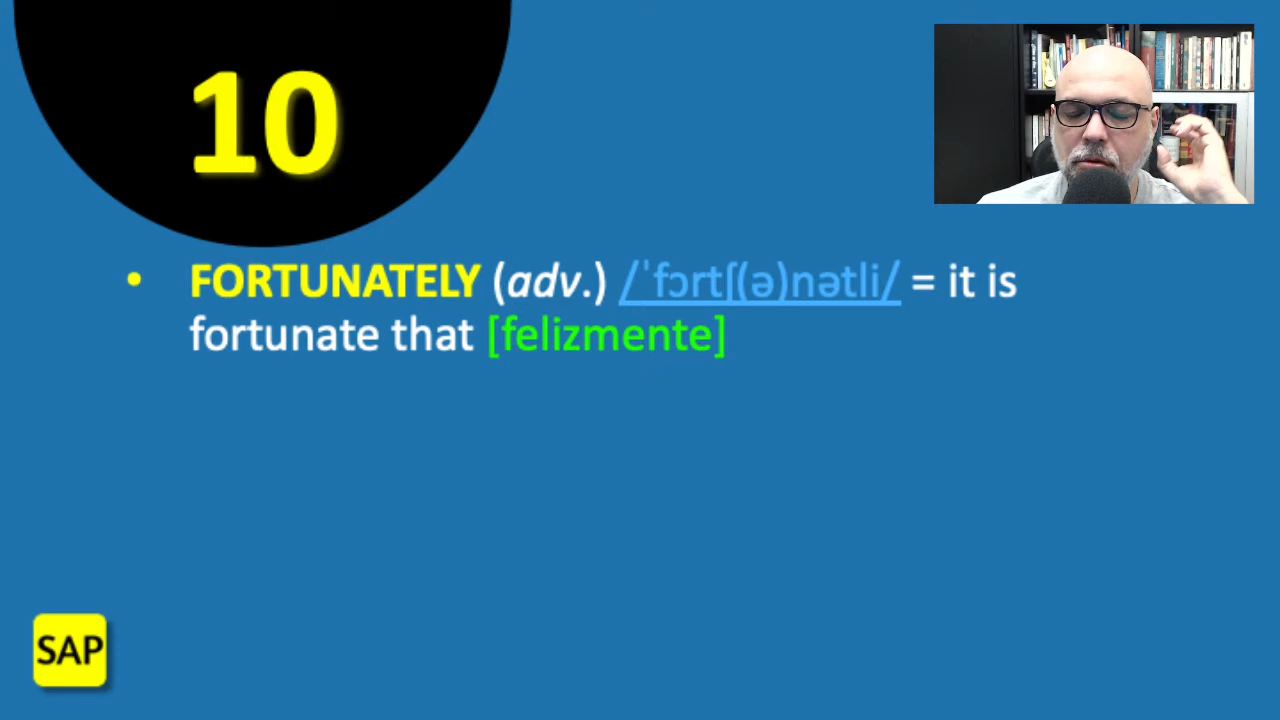 10
• FORTUNATELY (adv.) /ˈfɔrtʃ(ə)nətli/ = it is
fortunate that [felizmente]
SAP